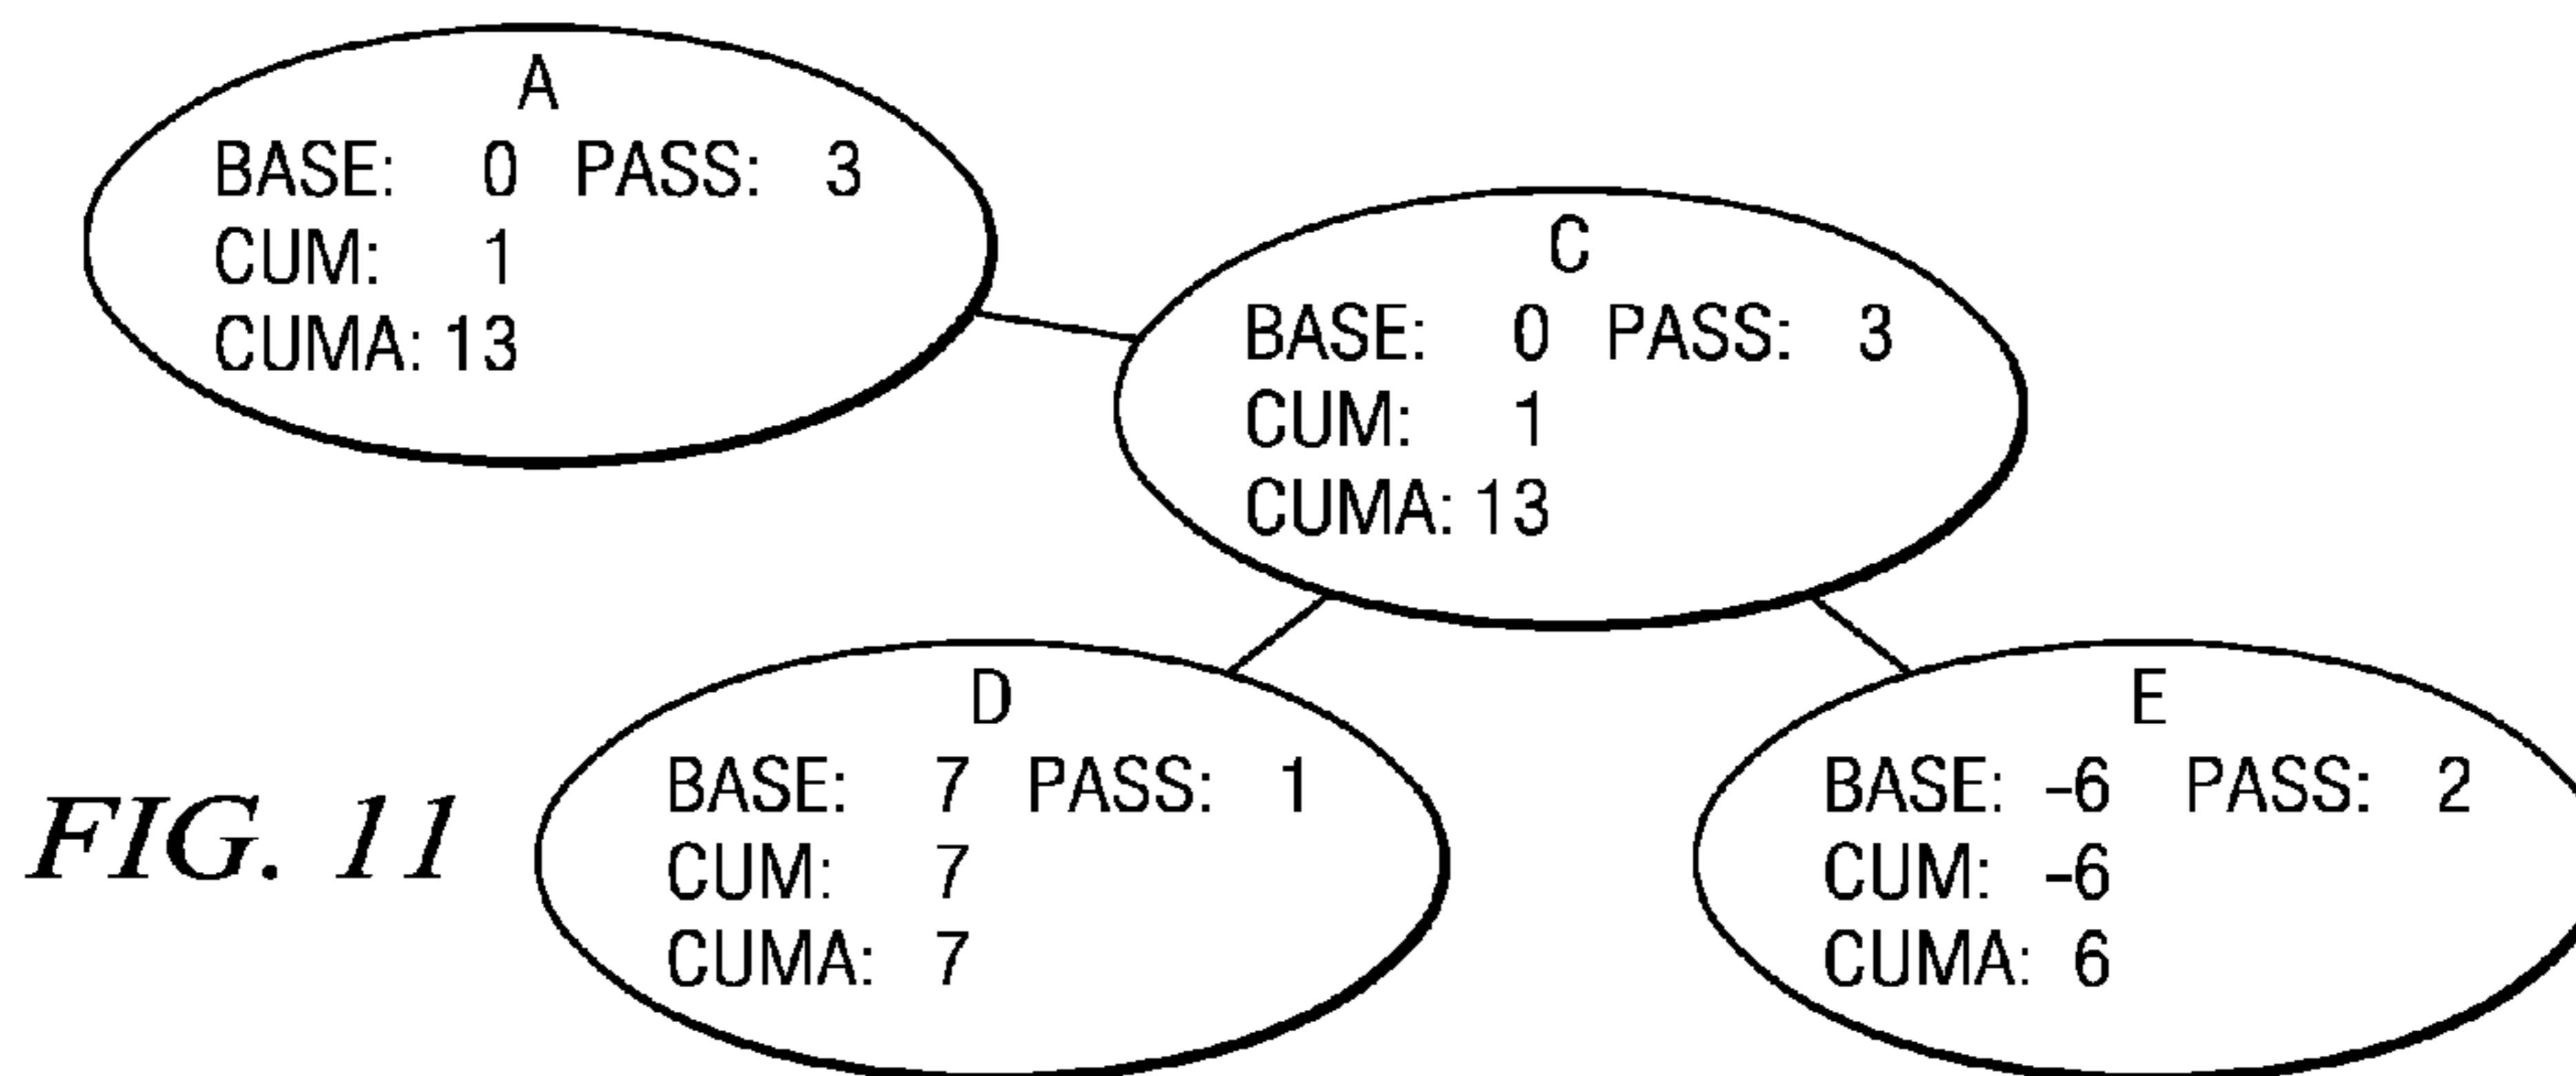 A
BASE: 0 PASS: 3
CUM: 1
CUMA: 13
C
BASE: 0 PASS: 3
CUM: 1
CUMA: 13
D
BASE: 7 PASS: 1
CUM: 7
CUMA: 7
E
BASE: -6 PASS: 2
CUM: -6
CUMA: 6
FIG. 11